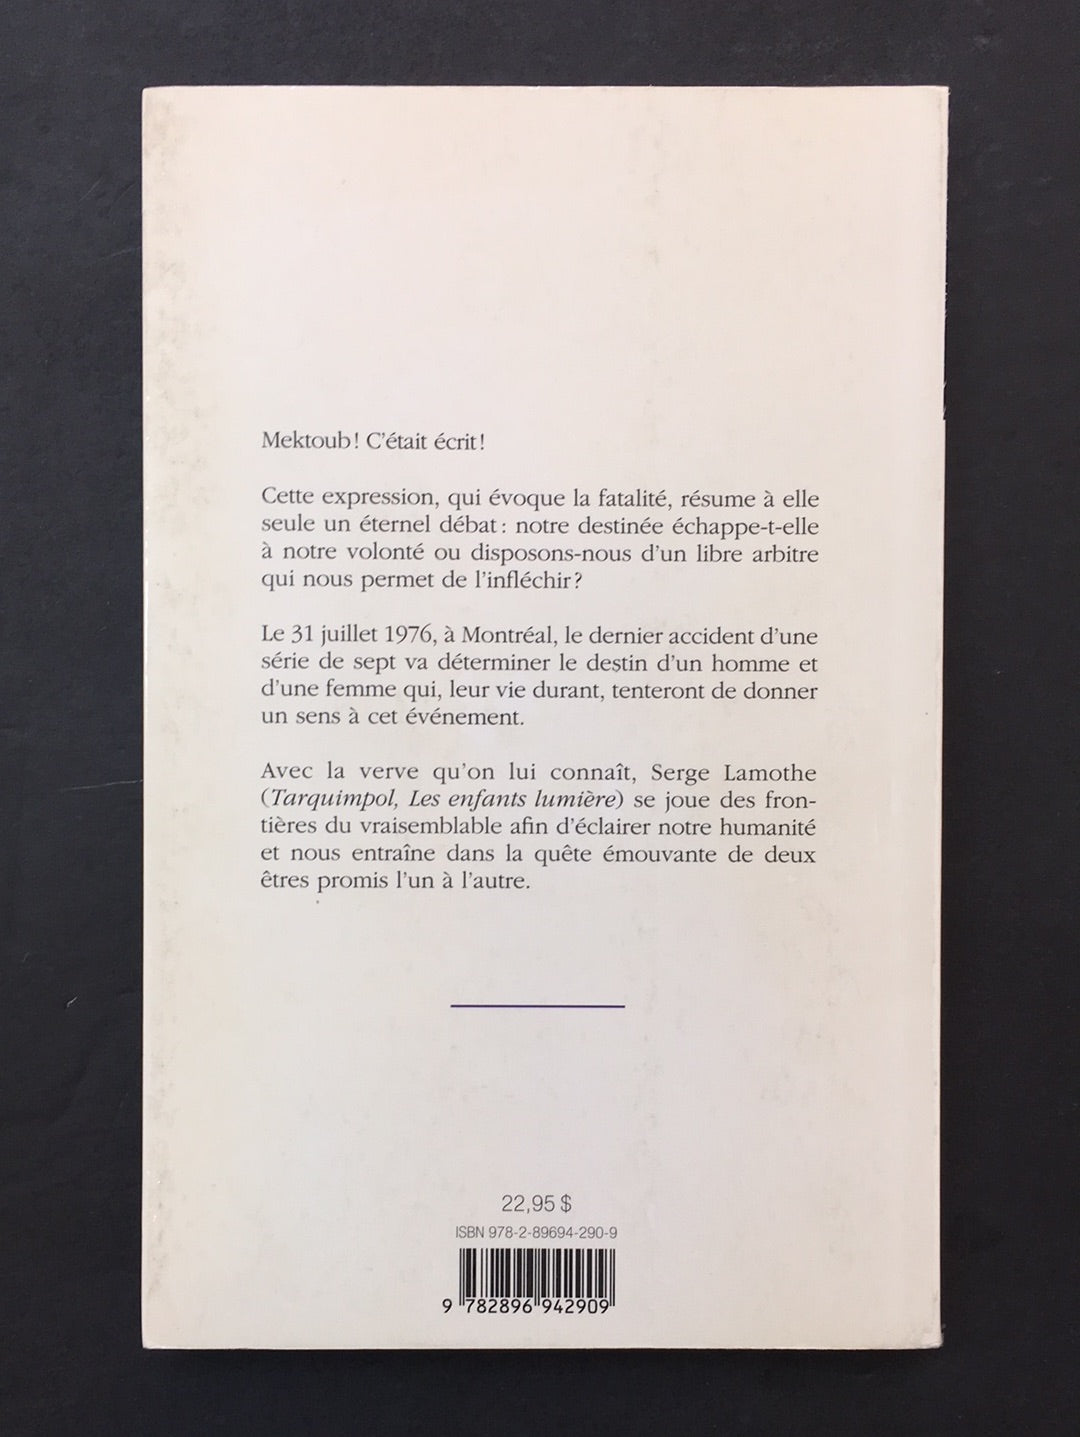 Mektoub ! C'était écrit !
Cette expression, qui évoque la fatalité, résume à elle
seule un éternel débat : notre destinée échappe-t-elle
à notre volonté ou disposons-nous d'un libre arbitre
qui nous permet de l'infléchir ?
Le 31 juillet 1976, à Montréal, le dernier accident d'une
série de sept va déterminer le destin d'un homme et
d'une femme qui, leur vie durant, tenteront de donner
un sens à cet événement.
Avec la verve qu'on lui connaît, Serge Lamothe
(Tarquimpol, Les enfants lumière) se joue des fron-
tières du vraisemblable afin d'éclairer notre humanité
et nous entraîne dans la quête émouvante de deux
êtres promis l'un à l'autre.
22,95 $
ISBN 978-2-89694-290-9
9 782896 942909